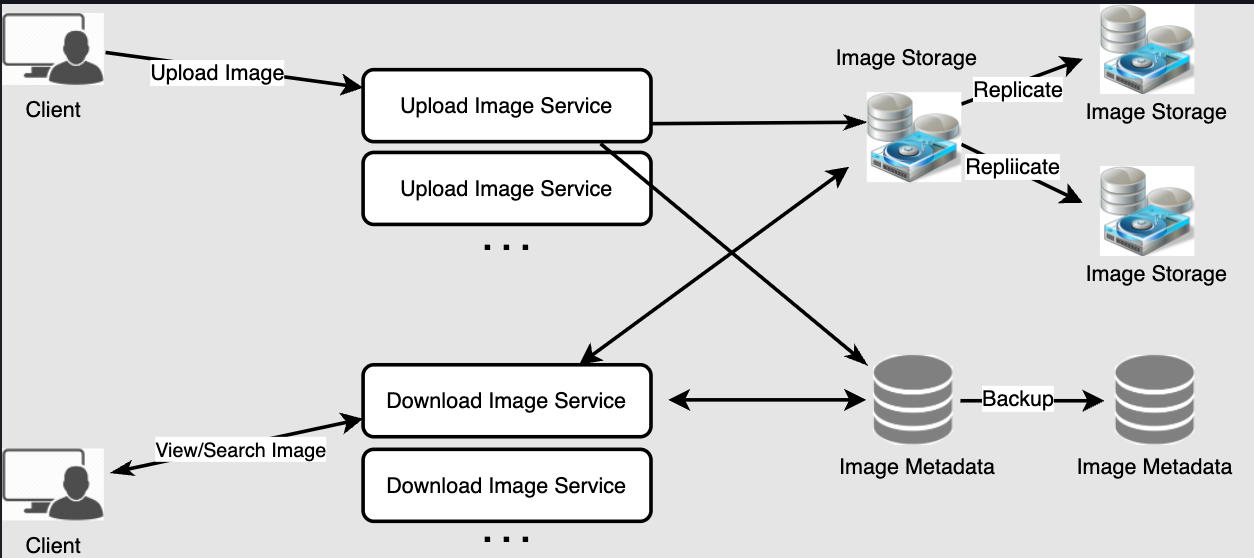 Client
Upload Image
Upload Image Service
Upload Image Service
. . .
Image Storage
Replicate
Image Storage
Repliicate
Image Storage
Client
View/Search Image
Download Image Service
Download Image Service
. . .
Image Metadata
Backup
Image Metadata